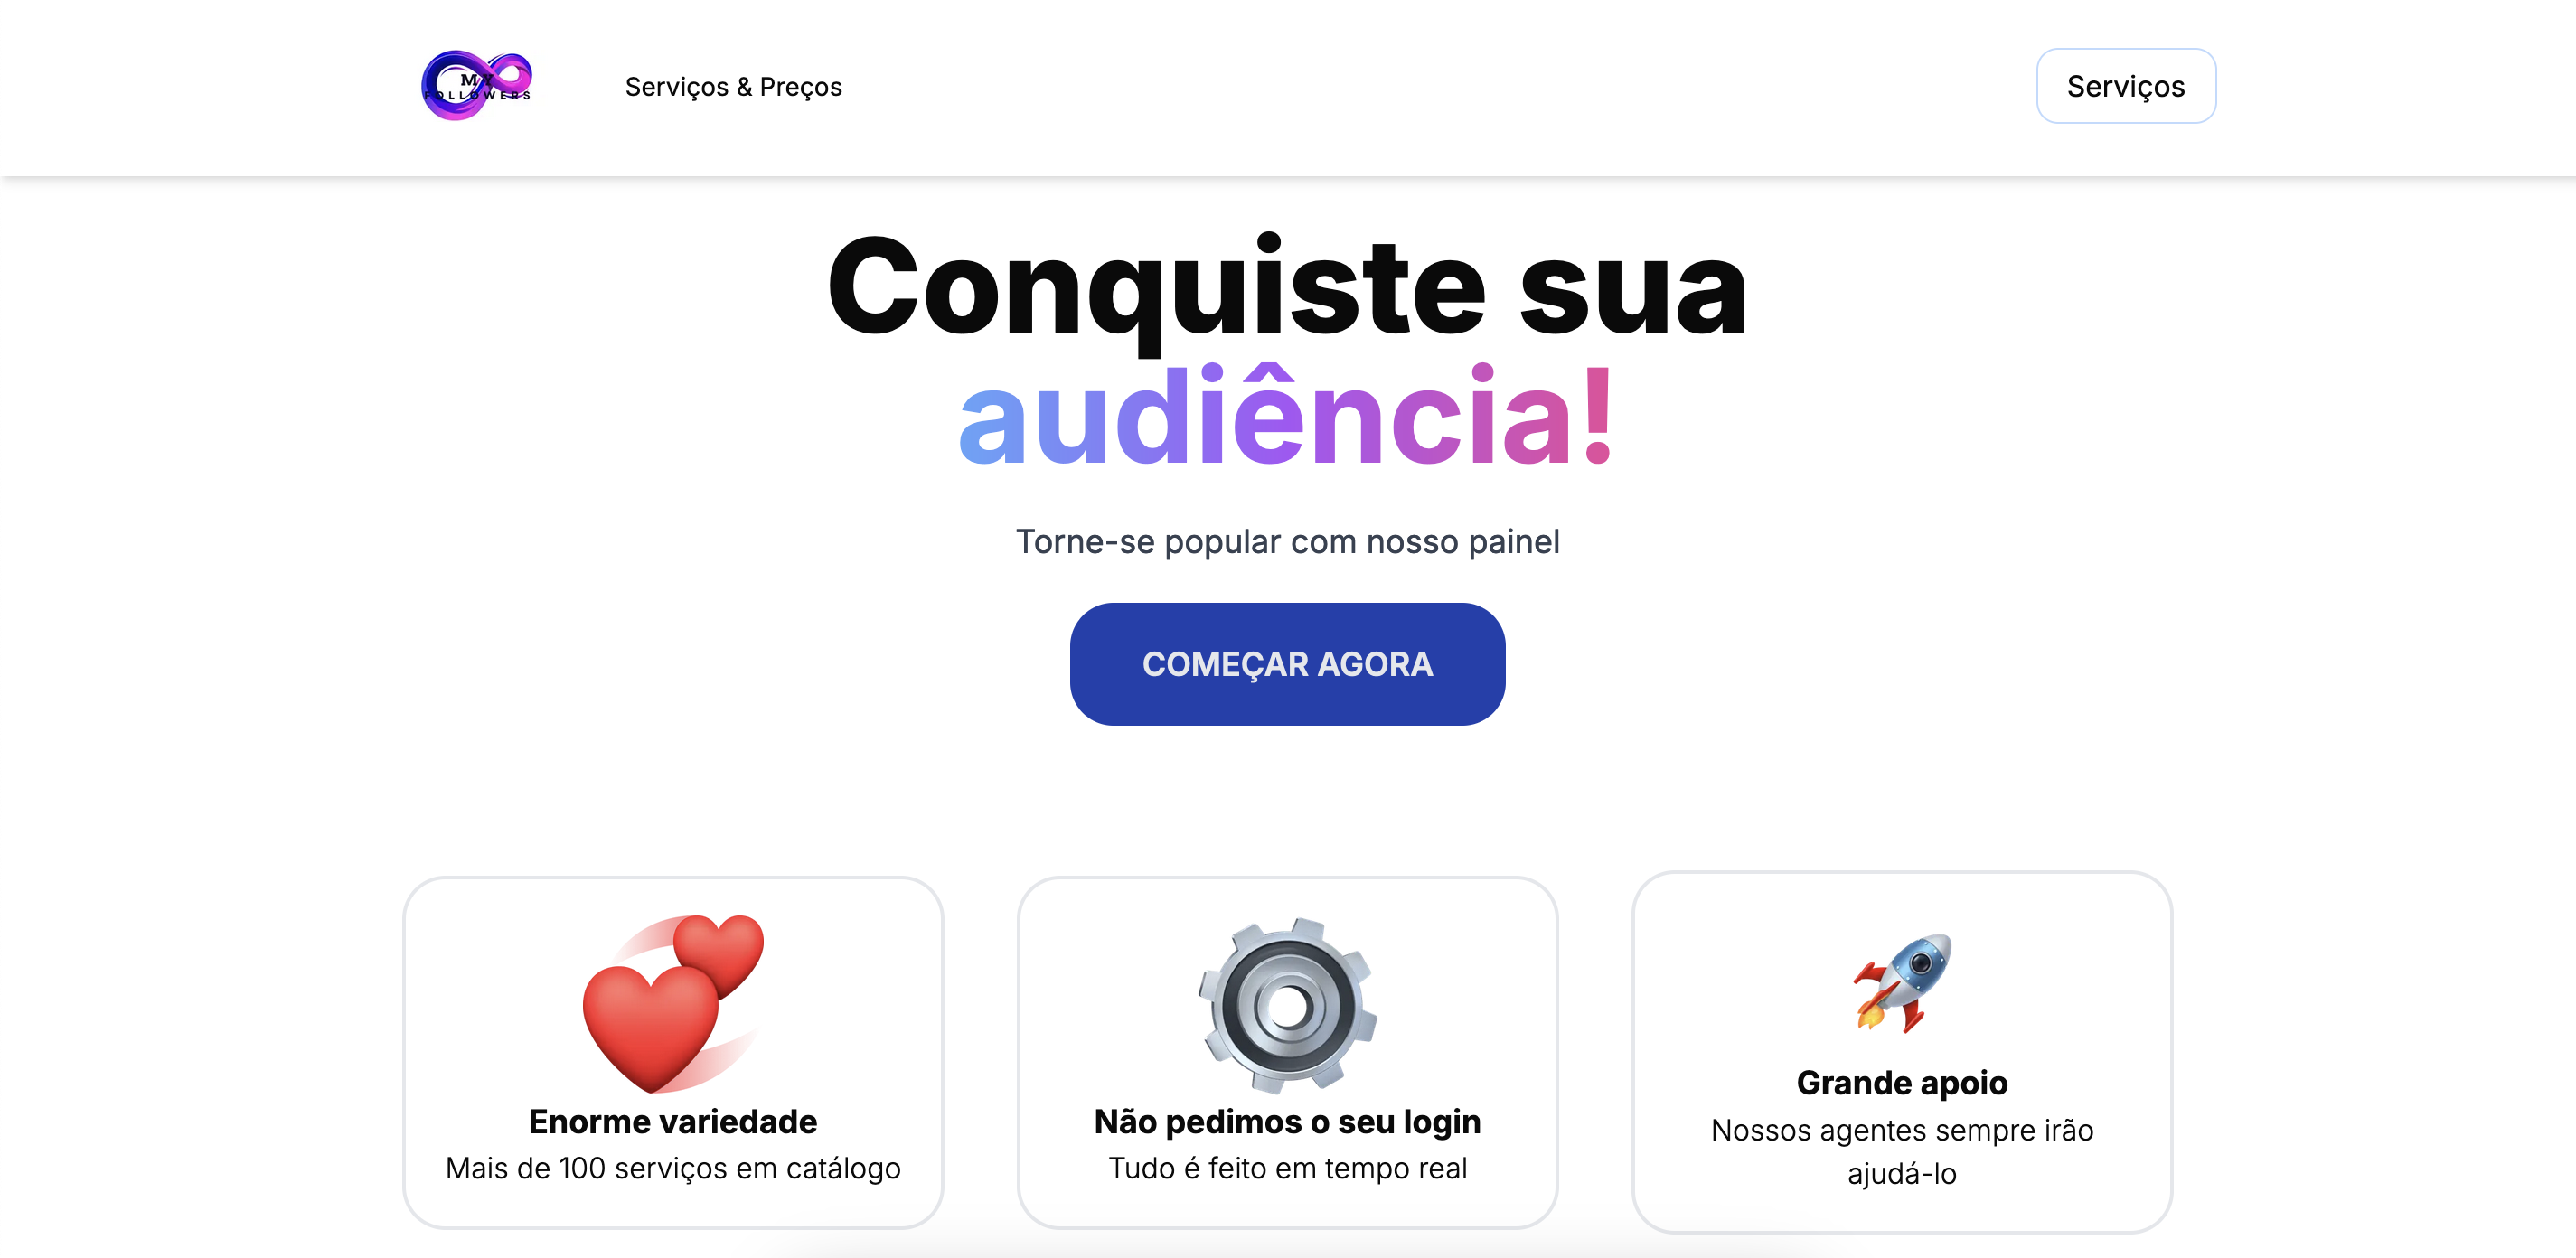 MY
FOLLOWERS
Serviços & Preços
Serviços
Conquiste sua
audiência!
Torne-se popular com nosso painel
COMEÇAR AGORA
Enorme variedade
Mais de 100 serviços em catálogo
Não pedimos o seu login
Tudo é feito em tempo real
Grande apoio
Nossos agentes sempre irão
ajudá-lo